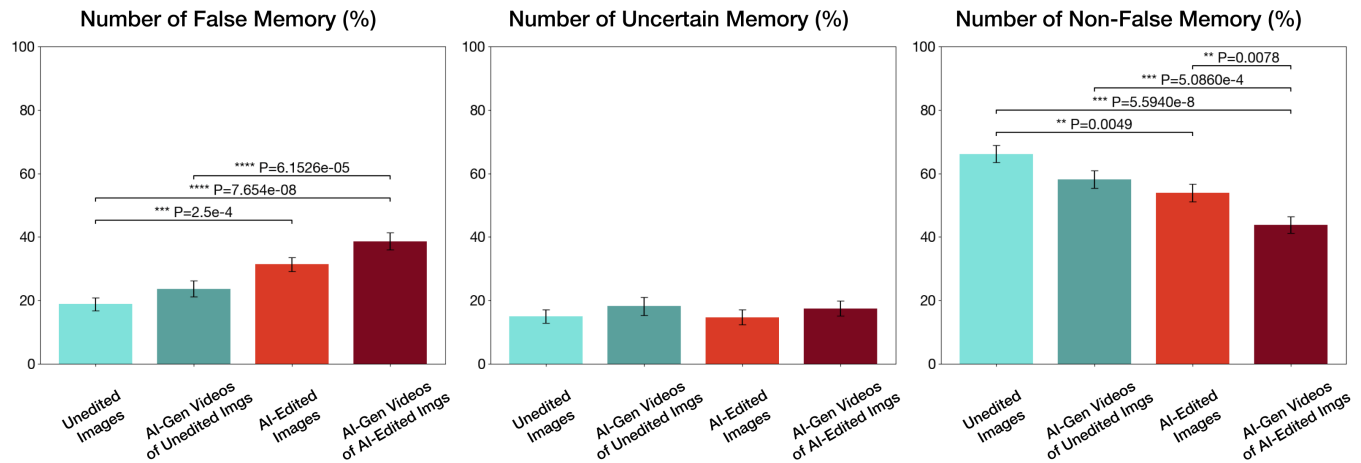 Number of False Memory (%)
100
80
60
40
20
0
**** P=6.1526e-05
**** P=7.654e-08
*** P=2.5e-4
Unedited
Images
AI-Gen Videos
of Unedited Imgs
AI-Edited
Images
AI-Gen Videos
of AI-Edited Imgs
Number of Uncertain Memory (%)
100
80
60
40
20
0
Unedited
Images
AI-Gen Videos
of Unedited Imgs
AI-Edited
Images
AI-Gen Videos
of AI-Edited Imgs
Number of Non-False Memory (%)
100
80
60
40
20
0
** P=0.0078
*** P=5.0860e-4
*** P=5.5940e-8
** P=0.0049
Unedited
Images
AI-Gen Videos
of Unedited Imgs
AI-Edited
Images
AI-Gen Videos
of AI-Edited Imgs